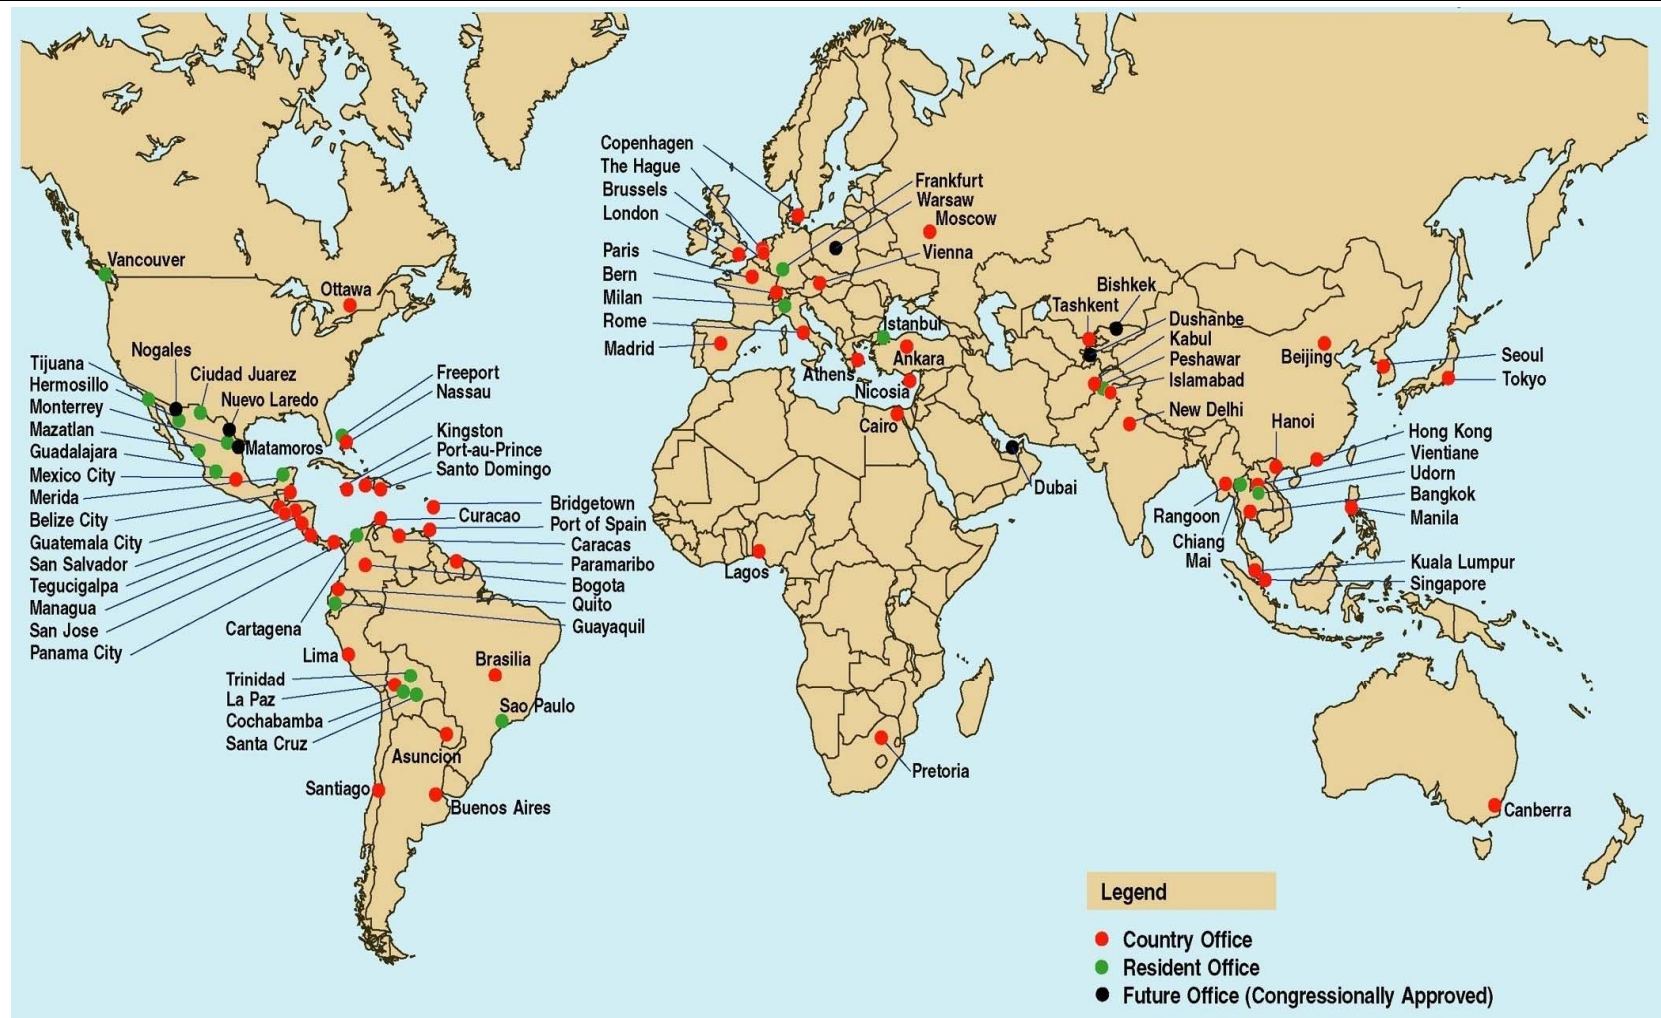 Vancouver
Ottawa
Nogales
Tijuana
Hermosillo
Monterrey
Mazatlan
Guadalajara
Mexico City
Merida
Belize City
Guatemala City
San Salvador
Tegucigalpa
Managua
San Jose
Panama City
Ciudad Juarez
Nuevo Laredo
Matamoros
Freeport
Nassau
Kingston
Port-au-Prince
Santo Domingo
Bridgetown
Curacao
Port of Spain
Caracas
Paramaribo
Bogota
Quito
Guayaquil
Cartagena
Lima
Brasilia
Trinidad
La Paz
Cochabamba
Santa Cruz
Sao Paulo
Asuncion
Santiago
Buenos Aires
Copenhagen
The Hague
Brussels
London
Paris
Bern
Milan
Rome
Madrid
Frankfurt
Warsaw
Moscow
Vienna
Istanbul
Ankara
Athens
Nicosia
Cairo
Lagos
Pretoria
Dubai
Bishkek
Tashkent
Dushanbe
Kabul
Peshawar
Islamabad
New Delhi
Beijing
Seoul
Tokyo
Hanoi
Hong Kong
Vientiane
Udorn
Bangkok
Manila
Rangoon
Chiang
Mai
Kuala Lumpur
Singapore
Canberra
Legend
Country Office
Resident Office
Future Office (Congressionally Approved)